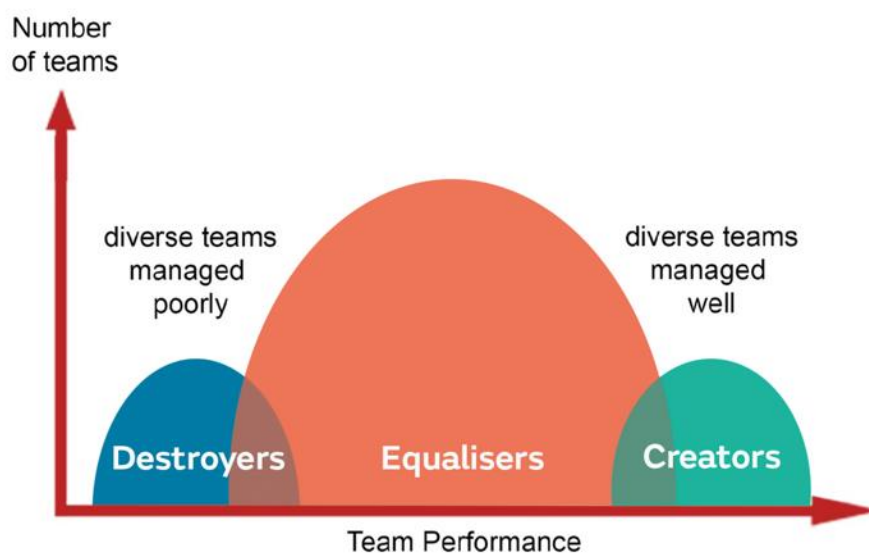 Number
of teams
diverse teams
managed
poorly
diverse teams
managed
well
Destroyers
Equalisers
Creators
Team Performance